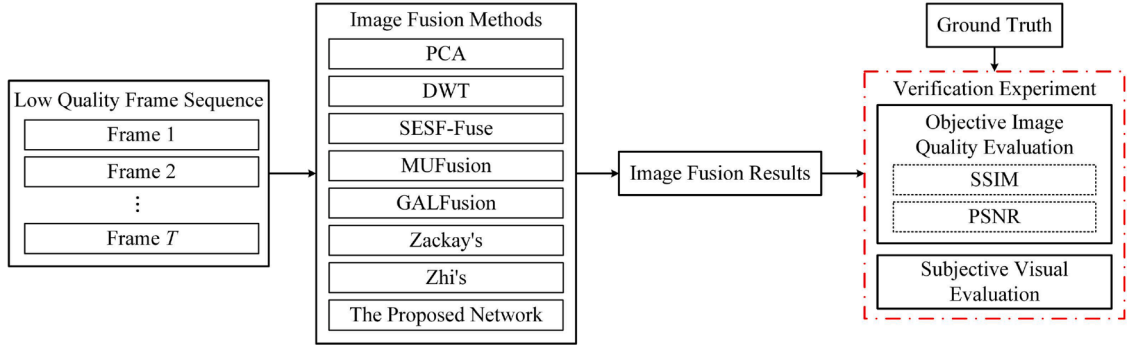 Low Quality Frame Sequence
Frame 1
Frame 2
⋮
Frame T
Image Fusion Methods
PCA
DWT
SESF-Fuse
MUFusion
GALFusion
Zackay's
Zhi's
The Proposed Network
Image Fusion Results
Ground Truth
Verification Experiment
Objective Image
Quality Evaluation
SSIM
PSNR
Subjective Visual
Evaluation